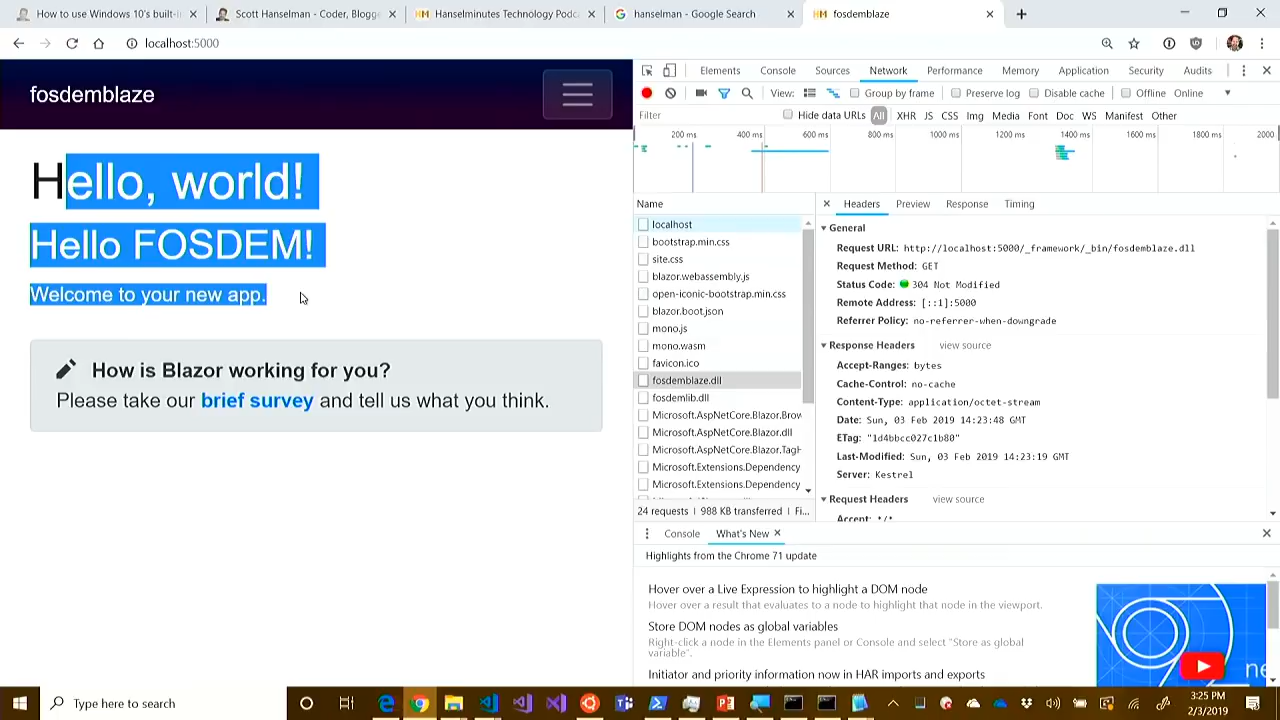 How to use Windows 10's built-i
Scott Hanselman - Coder, Blogge
Hanselminutes Technology Podca
hanselman - Google Search
fosdemblaze
localhost:5000
fosdemblaze
Hello, world!
Hello FOSDEM!
Welcome to your new app.
How is Blazor working for you?
Please take our brief survey and tell us what you think.
Elements Console Sources Network Performance Memory Application Security Audits
View: Group by frame Preserve log Disable cache Offline Online
Filter Hide data URLs All XHR JS CSS Img Media Font Doc WS Manifest Other
200 ms 400 ms 600 ms 800 ms 1000 ms 1200 ms 1400 ms 1600 ms 1800 ms 2000
Name
localhost
bootstrap.min.css
site.css
blazor.webassembly.js
open-iconic-bootstrap.min.css
blazor.boot.json
mono.js
mono.wasm
favicon.ico
fosdemblaze.dll
fosdemlib.dll
Microsoft.AspNetCore.Blazor.Brow
Microsoft.AspNetCore.Blazor.dll
Microsoft.AspNetCore.Blazor.TagH
Microsoft.Extensions.Dependency
Microsoft.Extensions.Dependency
24 requests | 988 KB transferred | Fi...
Headers Preview Response Timing
General
Request URL: http://localhost:5000/_framework/_bin/fosdemblaze.dll
Request Method: GET
Status Code: 304 Not Modified
Remote Address: [::1]:5000
Referrer Policy: no-referrer-when-downgrade
Response Headers view source
Accept-Ranges: bytes
Cache-Control: no-cache
Content-Type: application/octet-stream
Date: Sun, 03 Feb 2019 14:23:48 GMT
ETag: "1d4bbcc027c1b80"
Last-Modified: Sun, 03 Feb 2019 14:23:19 GMT
Server: Kestrel
Request Headers view source
Accept: */*
Console What's New
Highlights from the Chrome 71 update
Hover over a Live Expression to highlight a DOM node
Hover over a result that evaluates to a node to highlight that node in the viewport.
Store DOM nodes as global variables
Right-click a node in the Elements panel or Console and select "Store as global
variable".
Initiator and priority information now in HAR imports and exports
ne
Type here to search
3:25 PM
2/3/2019